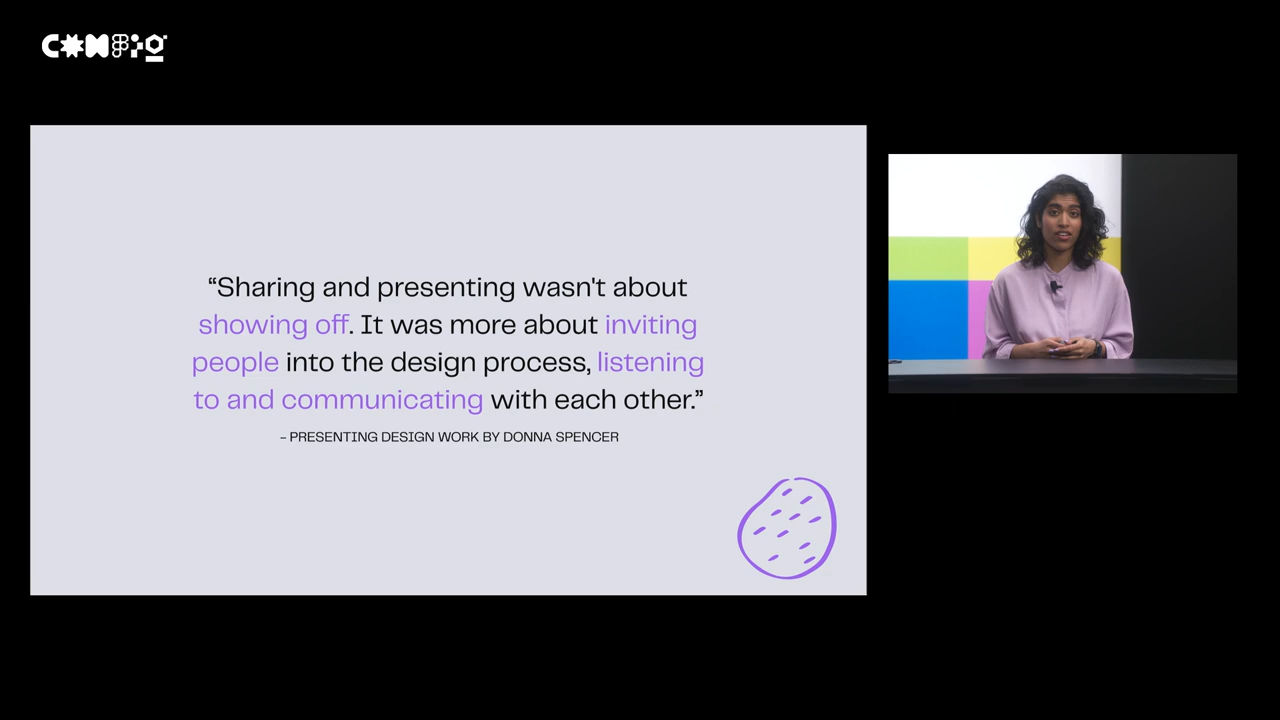 CONFIG
“Sharing and presenting wasn't about
showing off. It was more about inviting
people into the design process, listening
to and communicating with each other.”
– PRESENTING DESIGN WORK BY DONNA SPENCER